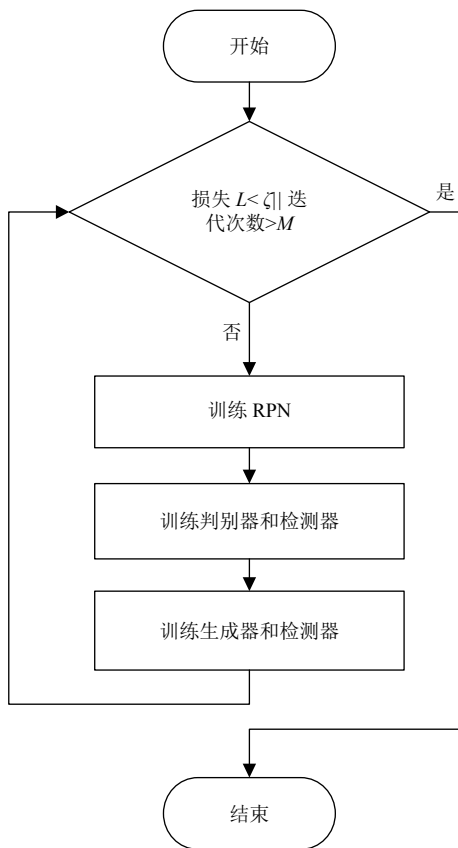 开始
损失 L< ζ|| 迭
代次数>M
是
否
训练 RPN
训练判别器和检测器
训练生成器和检测器
结束